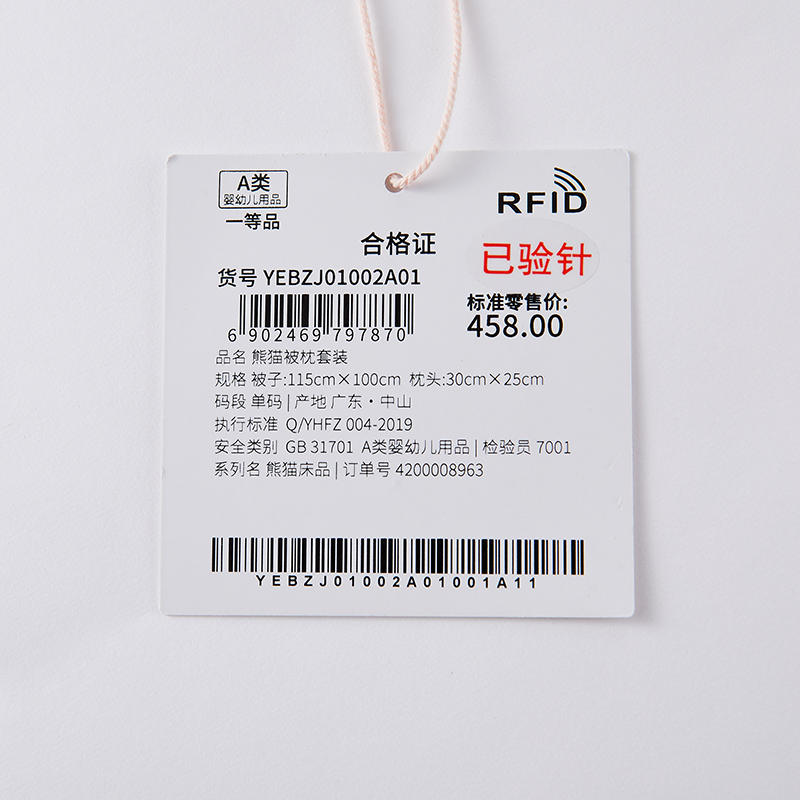 A类
婴幼儿用品
一等品
RFID
合格证
已验针
货号 YEBZJ01002A01
标准零售价:
458.00
6 902469 797870
品名 熊猫被枕套装
规格 被子:115cm×100cm 枕头:30cm×25cm
码段 单码 | 产地 广东·中山
执行标准 Q/YHFZ 004-2019
安全类别 GB 31701 A类婴幼儿用品 | 检验员 7001
系列名 熊猫床品 | 订单号 4200008963
YEBZJ01002A01001A11